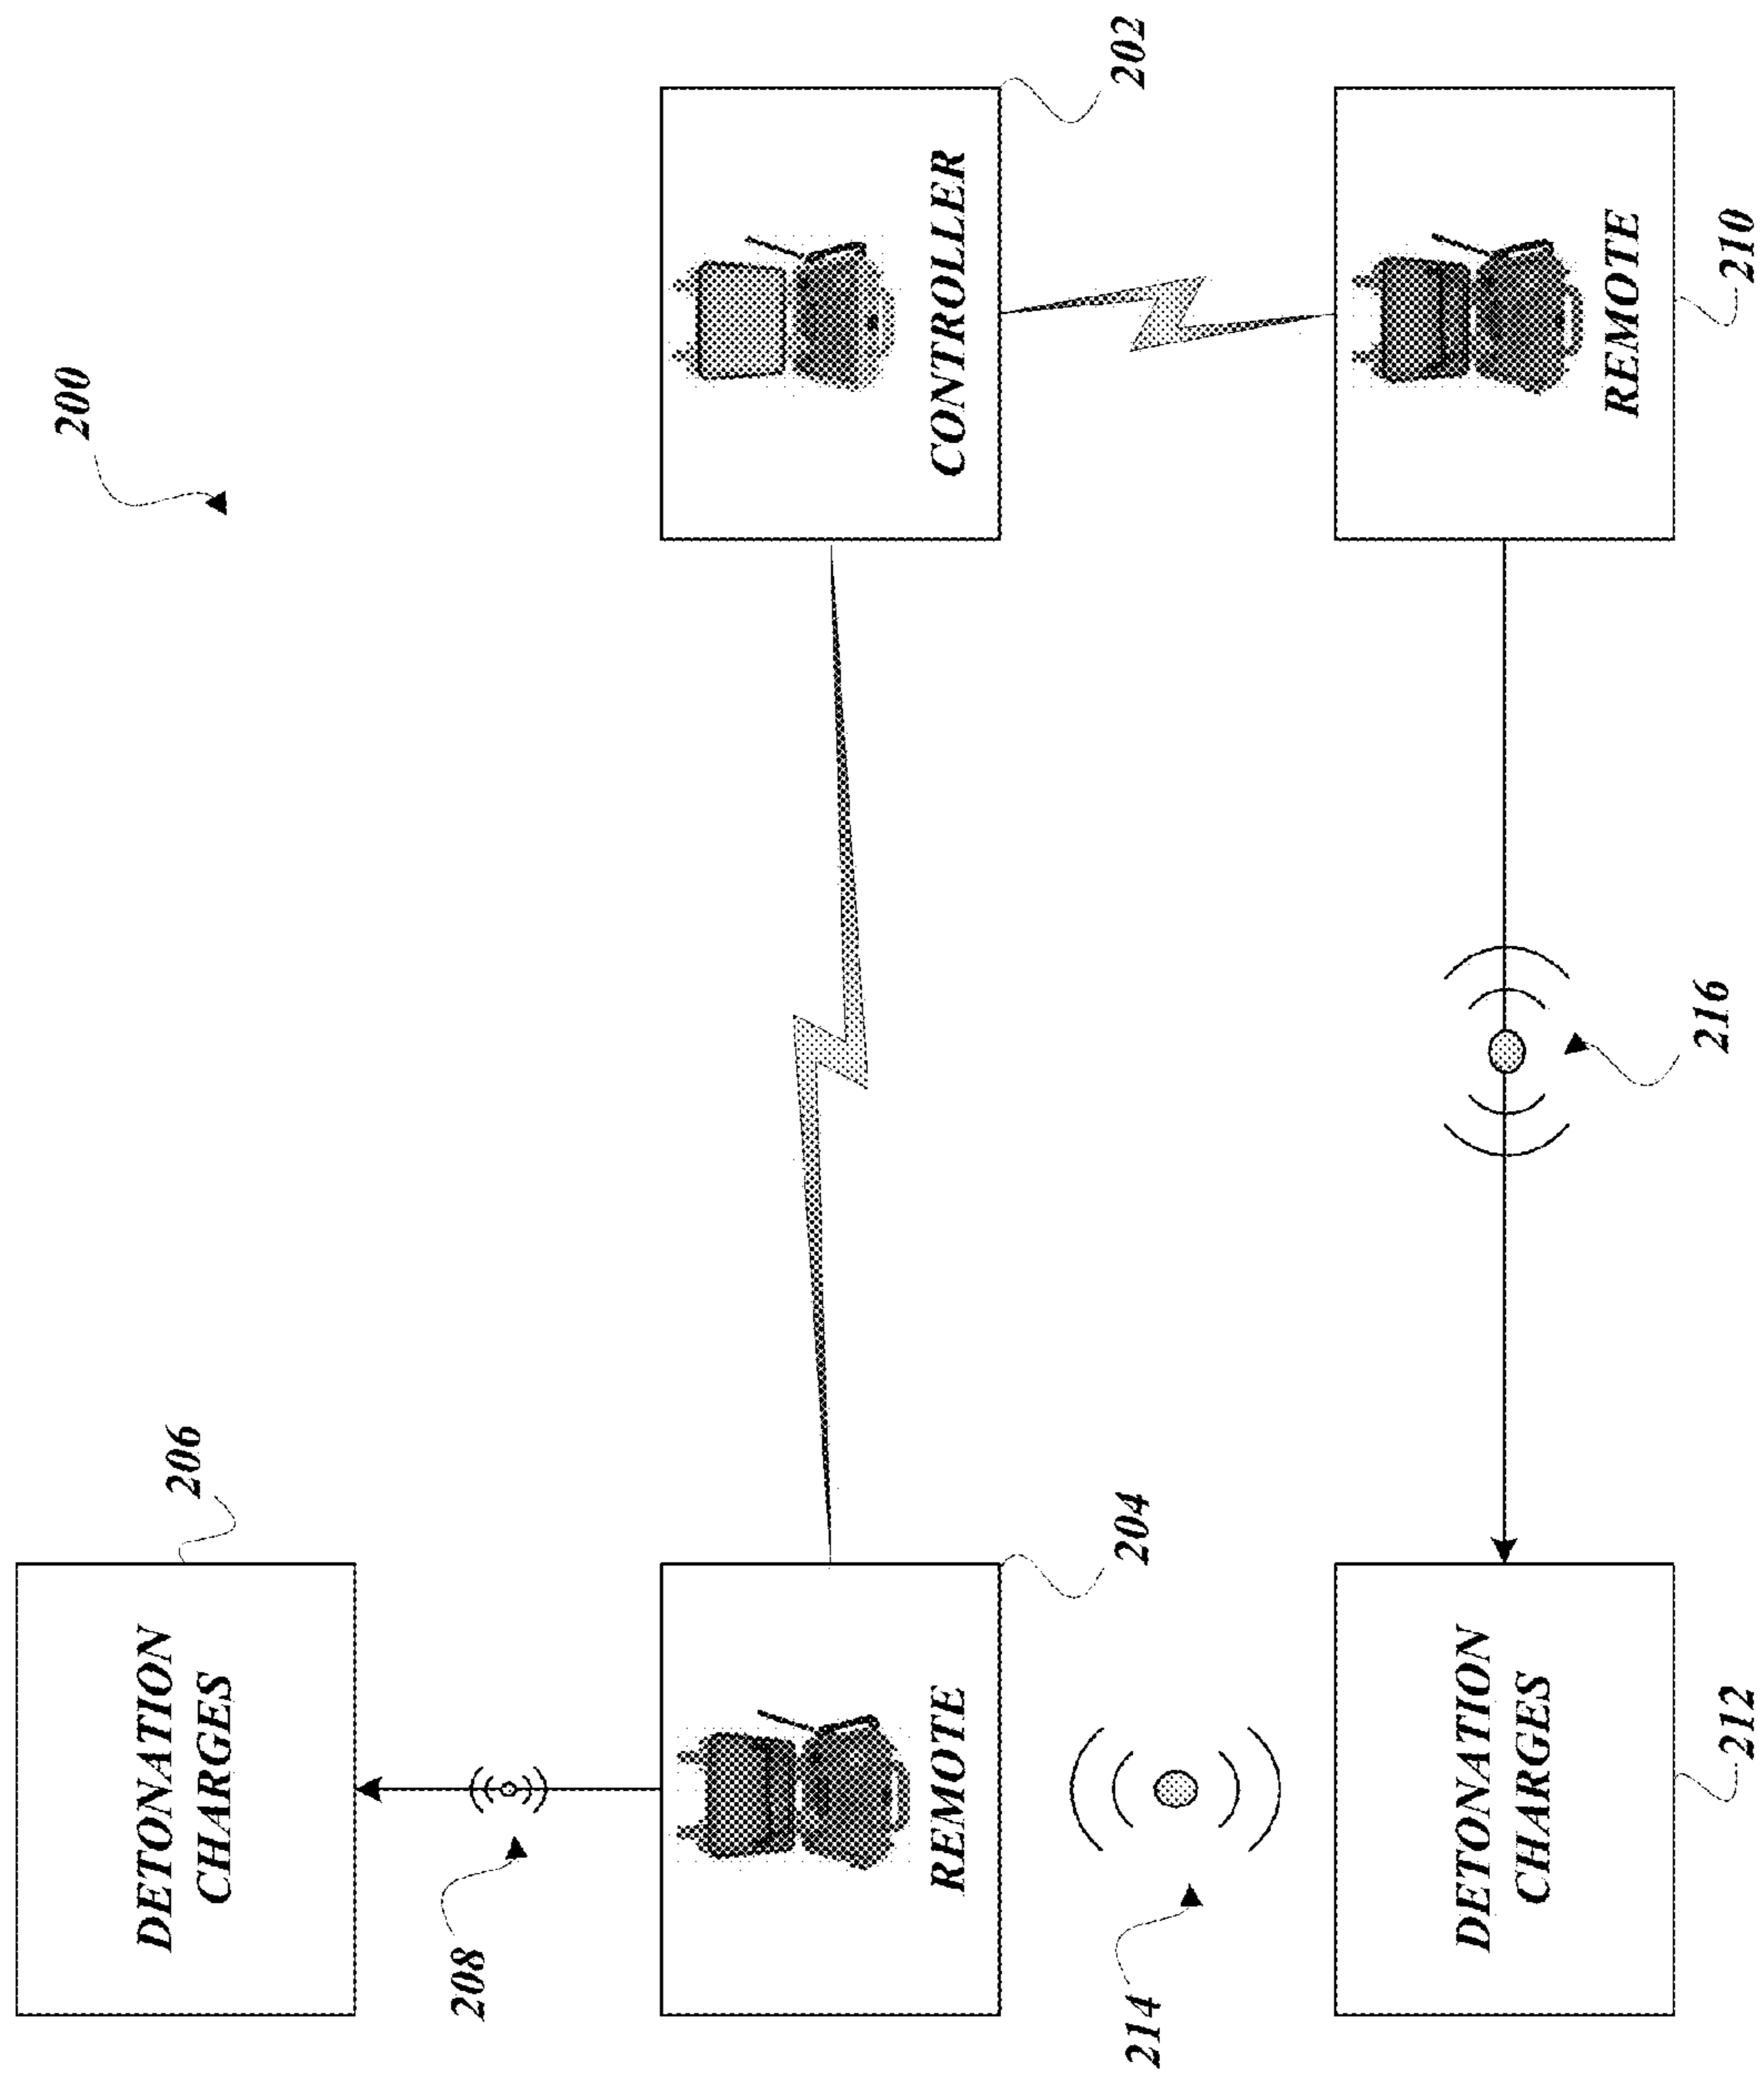 200
206
DETONATION
CHARGES
208
REMOTE
CONTROLLER
204
202
214
DETONATION
CHARGES
REMOTE
216
212
210